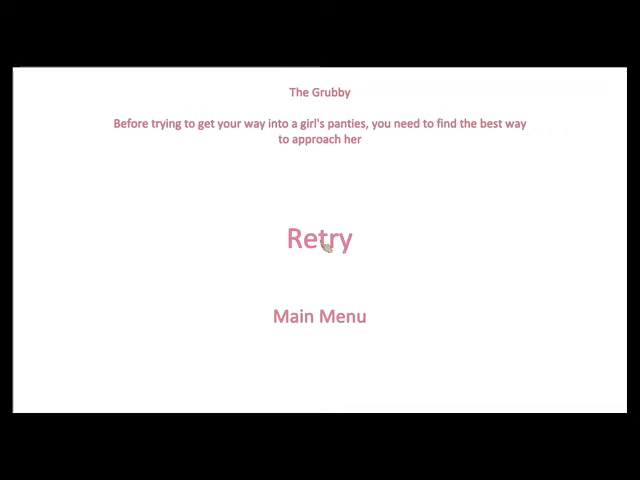 The Grubby
Before trying to get your way into a girl's panties, you need to find the best way
to approach her
Retry
Main Menu